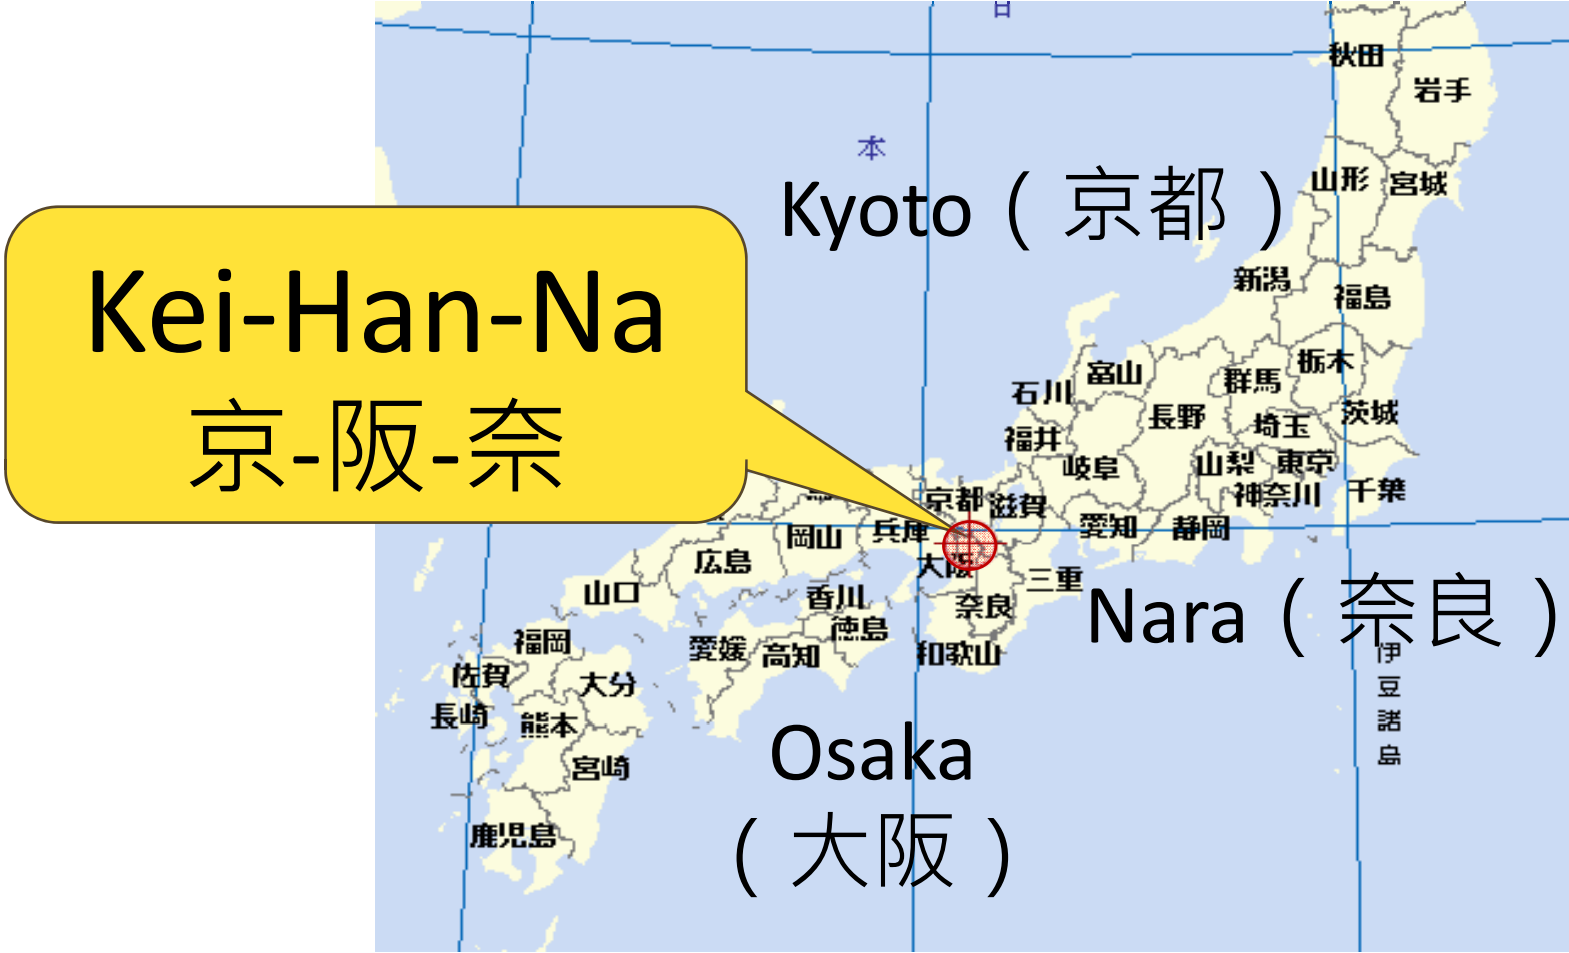 日
秋田
岩手
本
Kyoto（京都）
山形
宮城
Kei-Han-Na
京-阪-奈
新潟
福島
栃木
富山
群馬
石川
茨城
長野
埼玉
福井
岐阜
山梨
東京
神奈川
千葉
京都
滋賀
愛知
静岡
兵庫
岡山
広島
大阪
三重
山口
香川
奈良
Nara（奈良）
徳島
福岡
愛媛
高知
和歌山
佐賀
大分
長崎
熊本
伊豆諸島
Osaka
（大阪）
宮崎
鹿児島